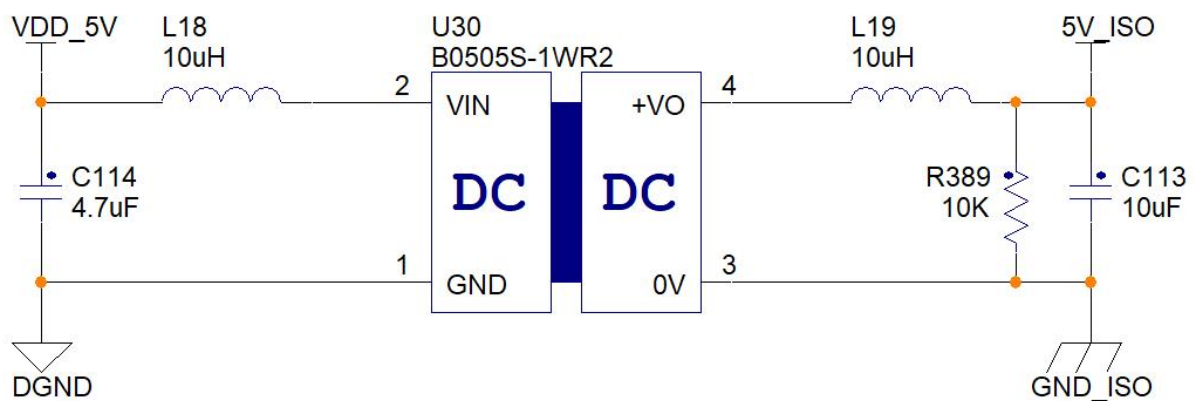 VDD_5V
L18
10uH
U30
B0505S-1WR2
L19
10uH
5V_ISO
2
VIN
+VO
4
C114
4.7uF
DC
DC
R389
10K
C113
10uF
1
GND
0V
3
DGND
GND_ISO